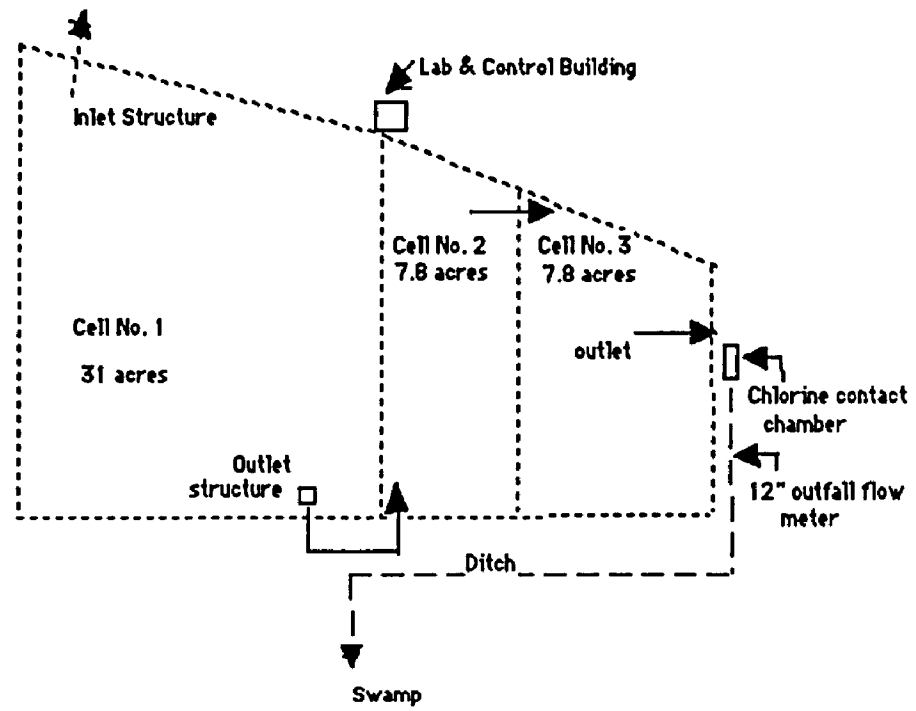 Lab & Control Building
Inlet Structure
Cell No. 2
7.8 acres
Cell No. 3
7.8 acres
Cell No. 1
31 acres
outlet
Chlorine contact
chamber
Outlet
structure
12" outfall flow
meter
Ditch
Swamp